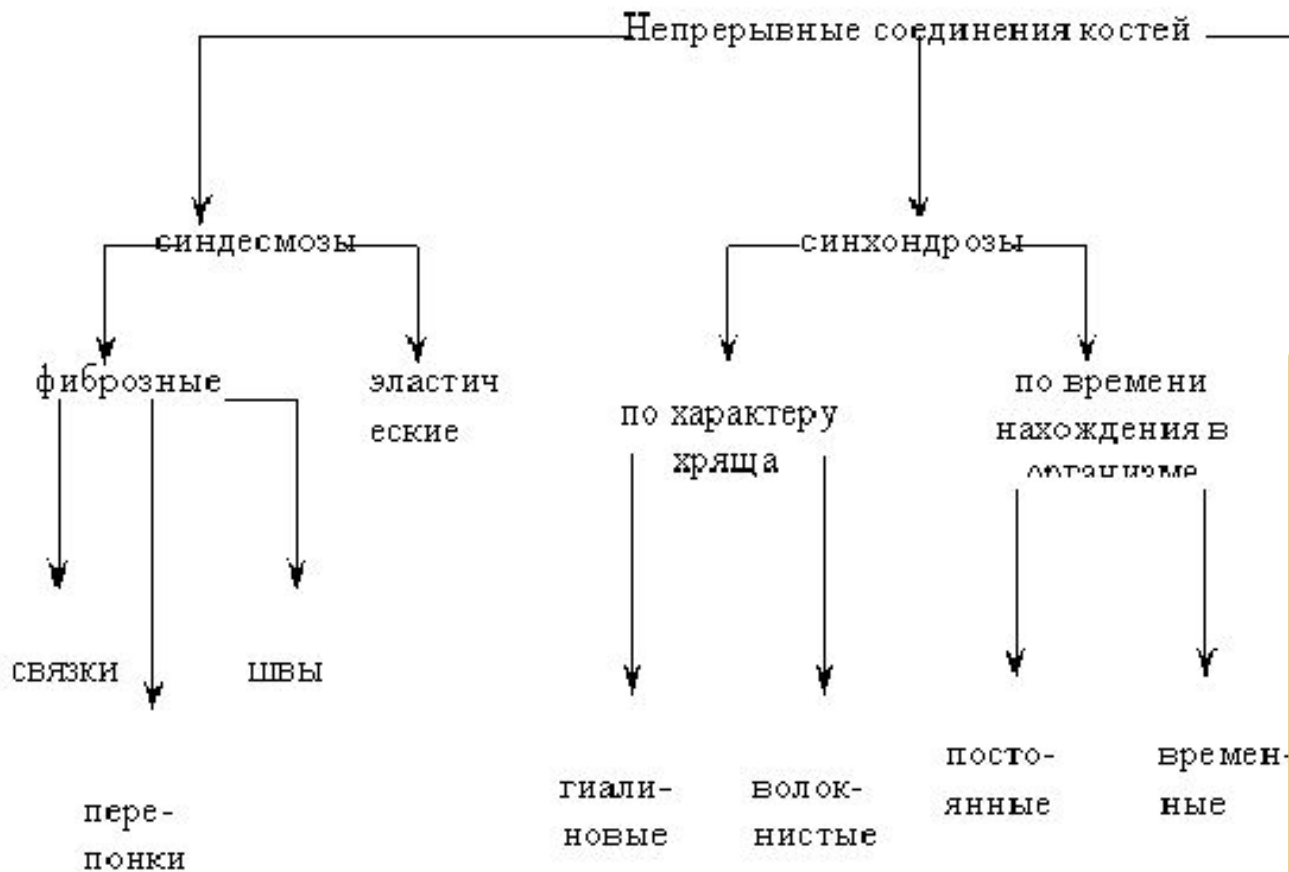 Непрерывные соединения костей
синдесмозы
синхондрозы
фиброзные
эластич
еские
по характеру
хряща
по времени
нахождения в
организме
связки
швы
пере-
понки
гиали-
новые
волок-
нистые
посто-
янные
времен-
ные